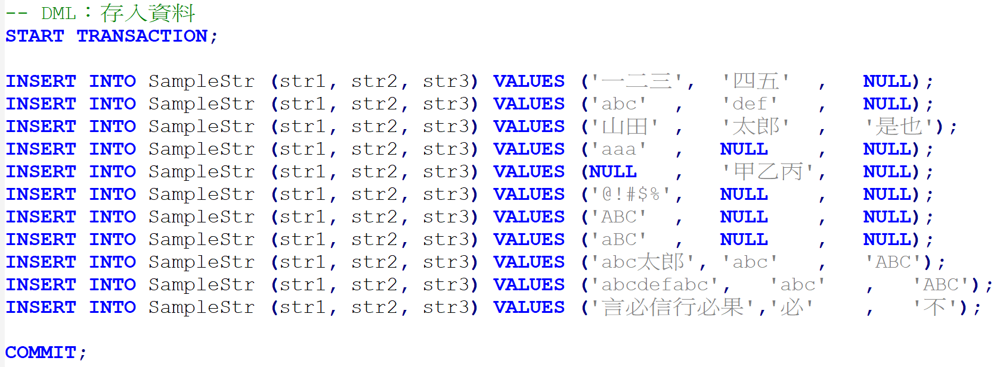 -- DML：存入資料
START TRANSACTION;
INSERT INTO SampleStr (str1, str2, str3) VALUES ('一二三',  '四五'  ,   NULL);
INSERT INTO SampleStr (str1, str2, str3) VALUES ('abc'  ,   'def'   ,   NULL);
INSERT INTO SampleStr (str1, str2, str3) VALUES ('山田' ,   '太郎'  ,   '是也');
INSERT INTO SampleStr (str1, str2, str3) VALUES ('aaa'  ,   NULL    ,   NULL);
INSERT INTO SampleStr (str1, str2, str3) VALUES (NULL   ,   '甲乙丙',   NULL);
INSERT INTO SampleStr (str1, str2, str3) VALUES ('@!#$%',   NULL    ,   NULL);
INSERT INTO SampleStr (str1, str2, str3) VALUES ('ABC'  ,   NULL    ,   NULL);
INSERT INTO SampleStr (str1, str2, str3) VALUES ('aBC'  ,   NULL    ,   NULL);
INSERT INTO SampleStr (str1, str2, str3) VALUES ('abc太郎', 'abc'   ,   'ABC');
INSERT INTO SampleStr (str1, str2, str3) VALUES ('abcdefabc',   'abc'   ,   'ABC');
INSERT INTO SampleStr (str1, str2, str3) VALUES ('言必信行必果','必'    ,   '不');
COMMIT;